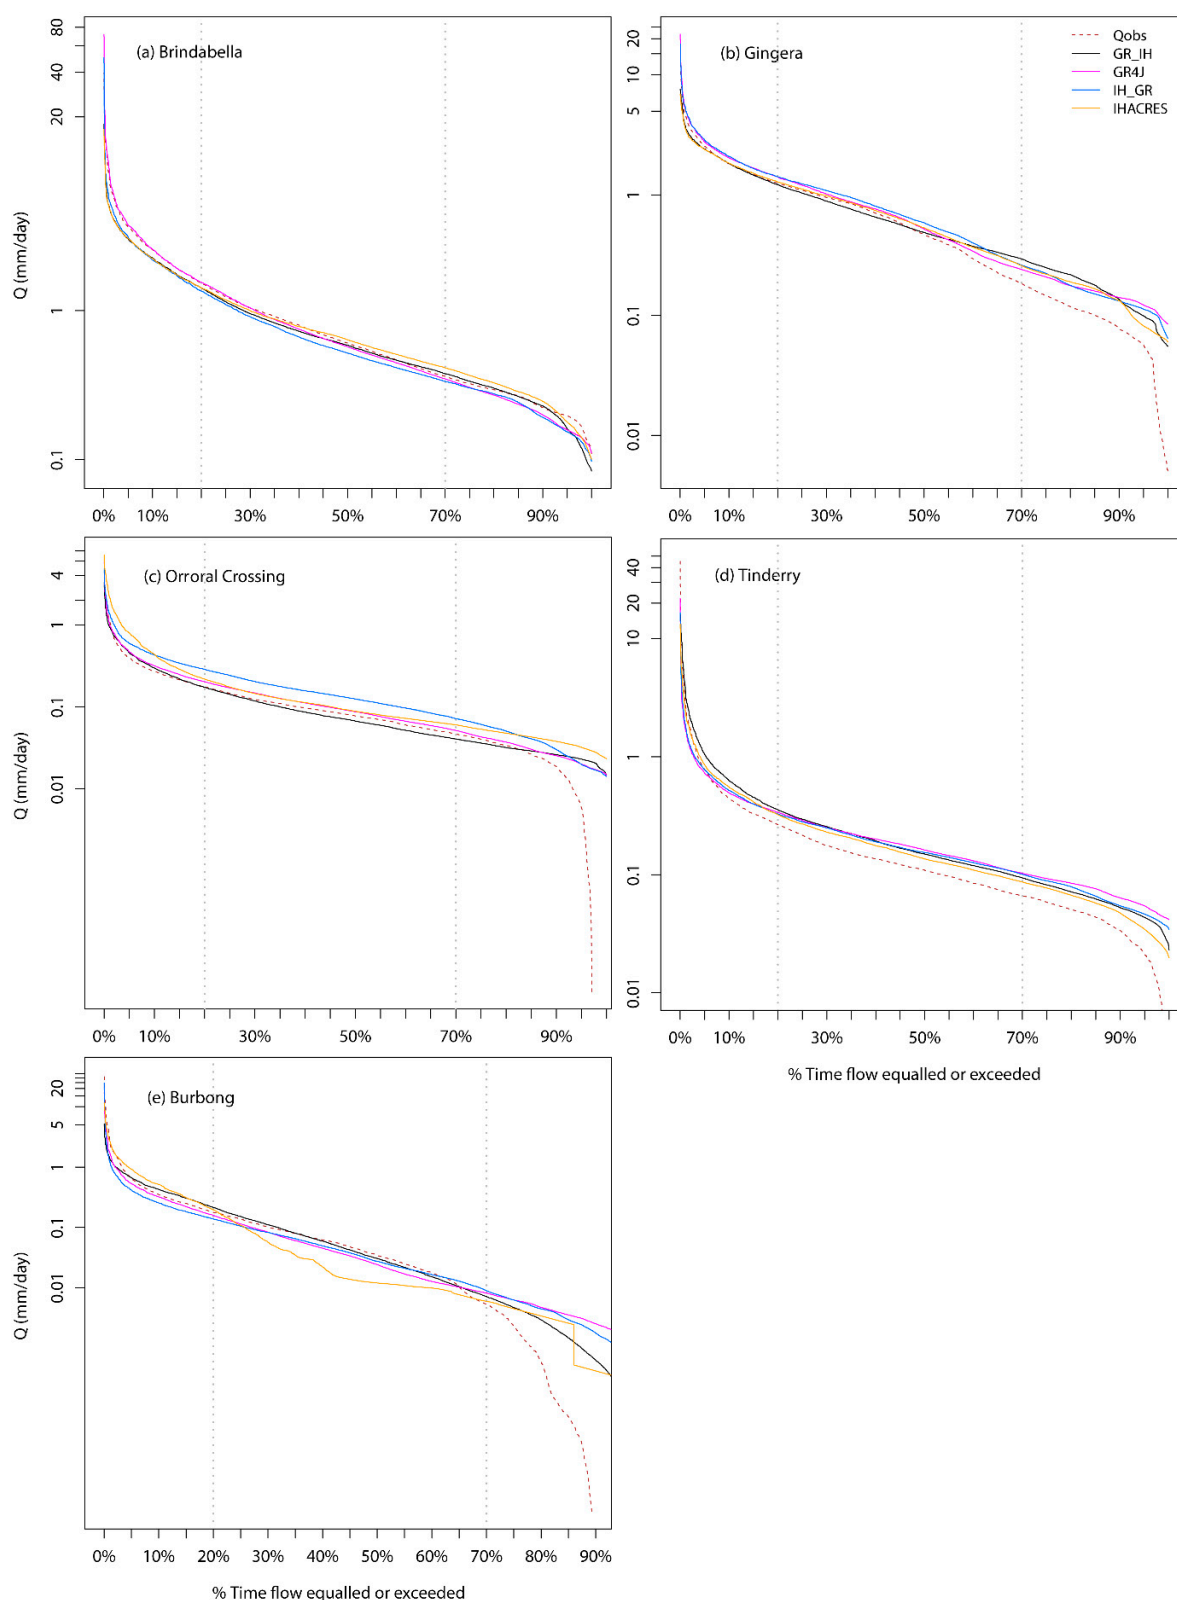 (a) Brindabella
80
40
20
1
0.1
Q (mm/day)
0% 10% 30% 50% 70% 90%
(b) Gingera
Qobs
GR_IH
GR4J
IH_GR
IHACRES
20
10
5
1
0.1
0.01
0% 10% 30% 50% 70% 90%
(c) Orroral Crossing
4
1
0.1
0.01
Q (mm/day)
0% 10% 30% 50% 70% 90%
(d) Tinderry
40
20
10
1
0.1
0.01
0% 10% 30% 50% 70% 90%
% Time flow equalled or exceeded
(e) Burbong
20
5
1
0.1
0.01
Q (mm/day)
0% 10% 20% 30% 40% 50% 60% 70% 80% 90%
% Time flow equalled or exceeded